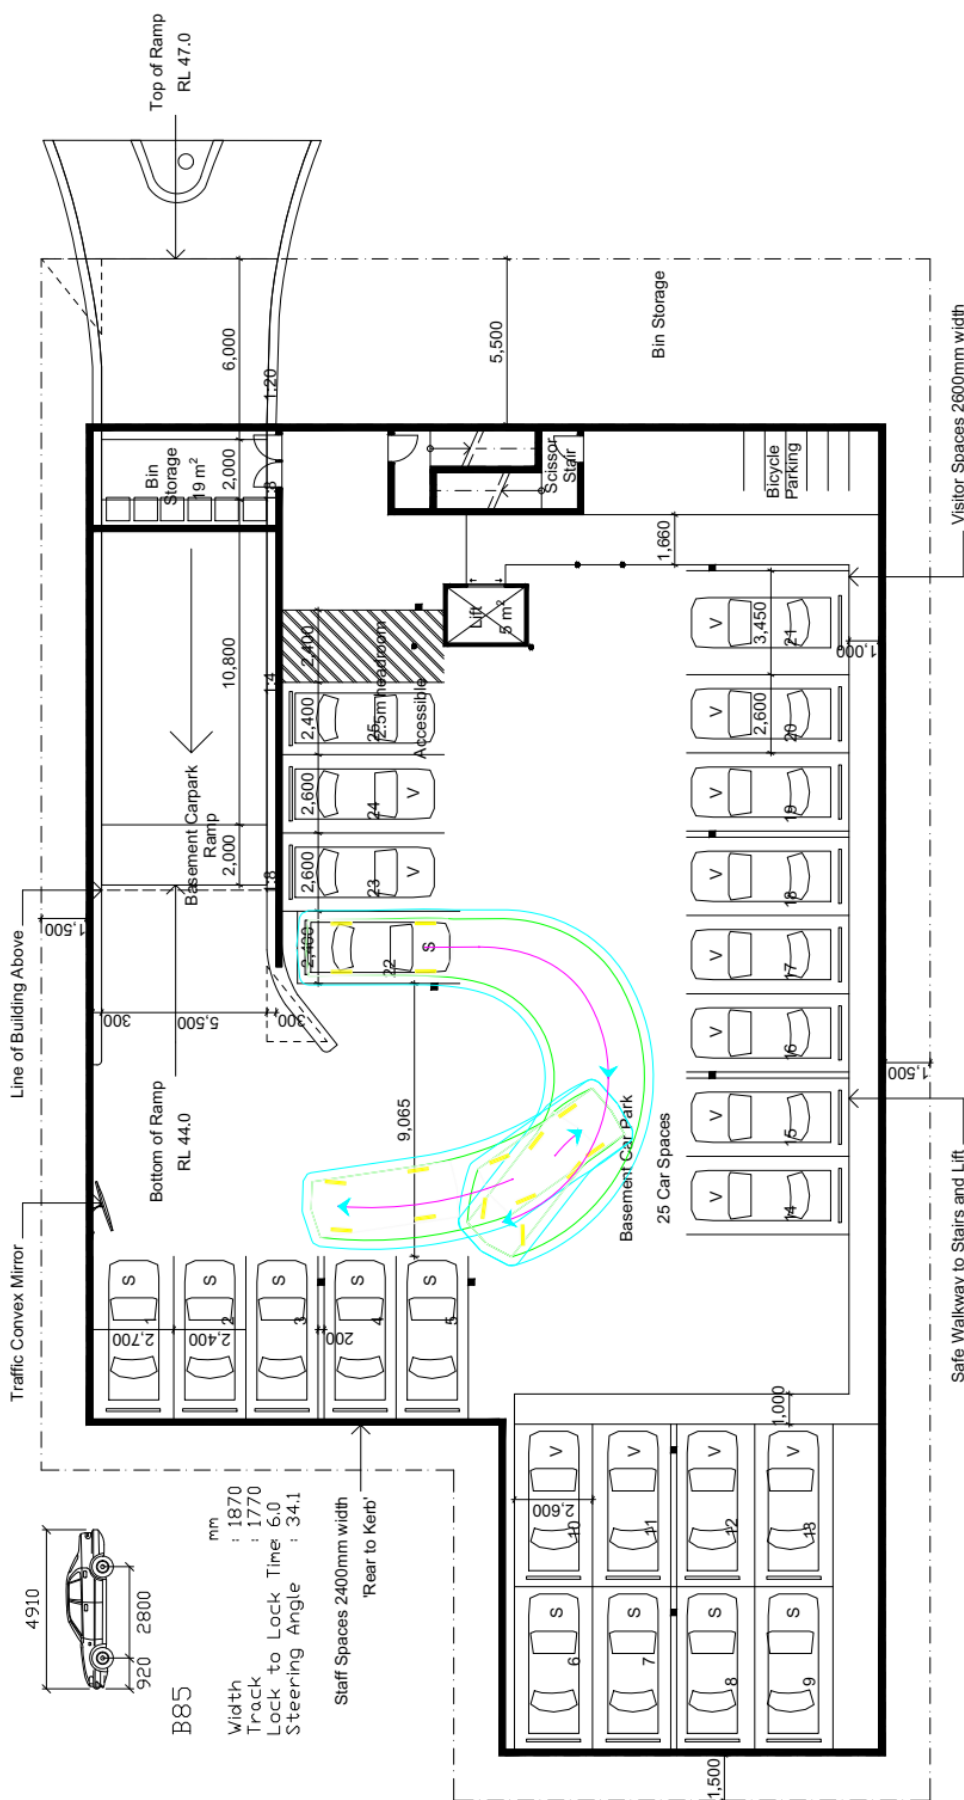 Top of Ramp
RL 47.0
6,000
1:20
5,500
Bin Storage
Visitor Spaces 2600mm width
Bin
Storage
19 m²
2,000
1:8
Scissor
Stair
Bicycle
Parking
1,660
Lift
5 m²
10,800
1:4
2,400
2.5m headroom
Accessible
2,400
25
2,600
24
V
2,600
23
V
2,400
22
S
Basement Carpark
Ramp
2,000
1:8
Line of Building Above
1,500
300
5,500
300
Bottom of Ramp
RL 44.0
Traffic Convex Mirror
9,065
Basement Car Park
25 Car Spaces
V
3,450
21
1,000
V
2,600
20
V
19
V
18
V
17
V
16
V
15
V
14
1,500
Safe Walkway to Stairs and Lift
S
1
2,700
S
2
2,400
S
3
200
S
4
S
5
1,000
V
10
2,600
V
11
V
12
V
13
S
6
S
7
S
8
S
9
1,500
Staff Spaces 2400mm width
'Rear to Kerb'
4910
920
2800
B85
mm
Width : 1870
Track : 1770
Lock to Lock Time : 6.0
Steering Angle : 34.1